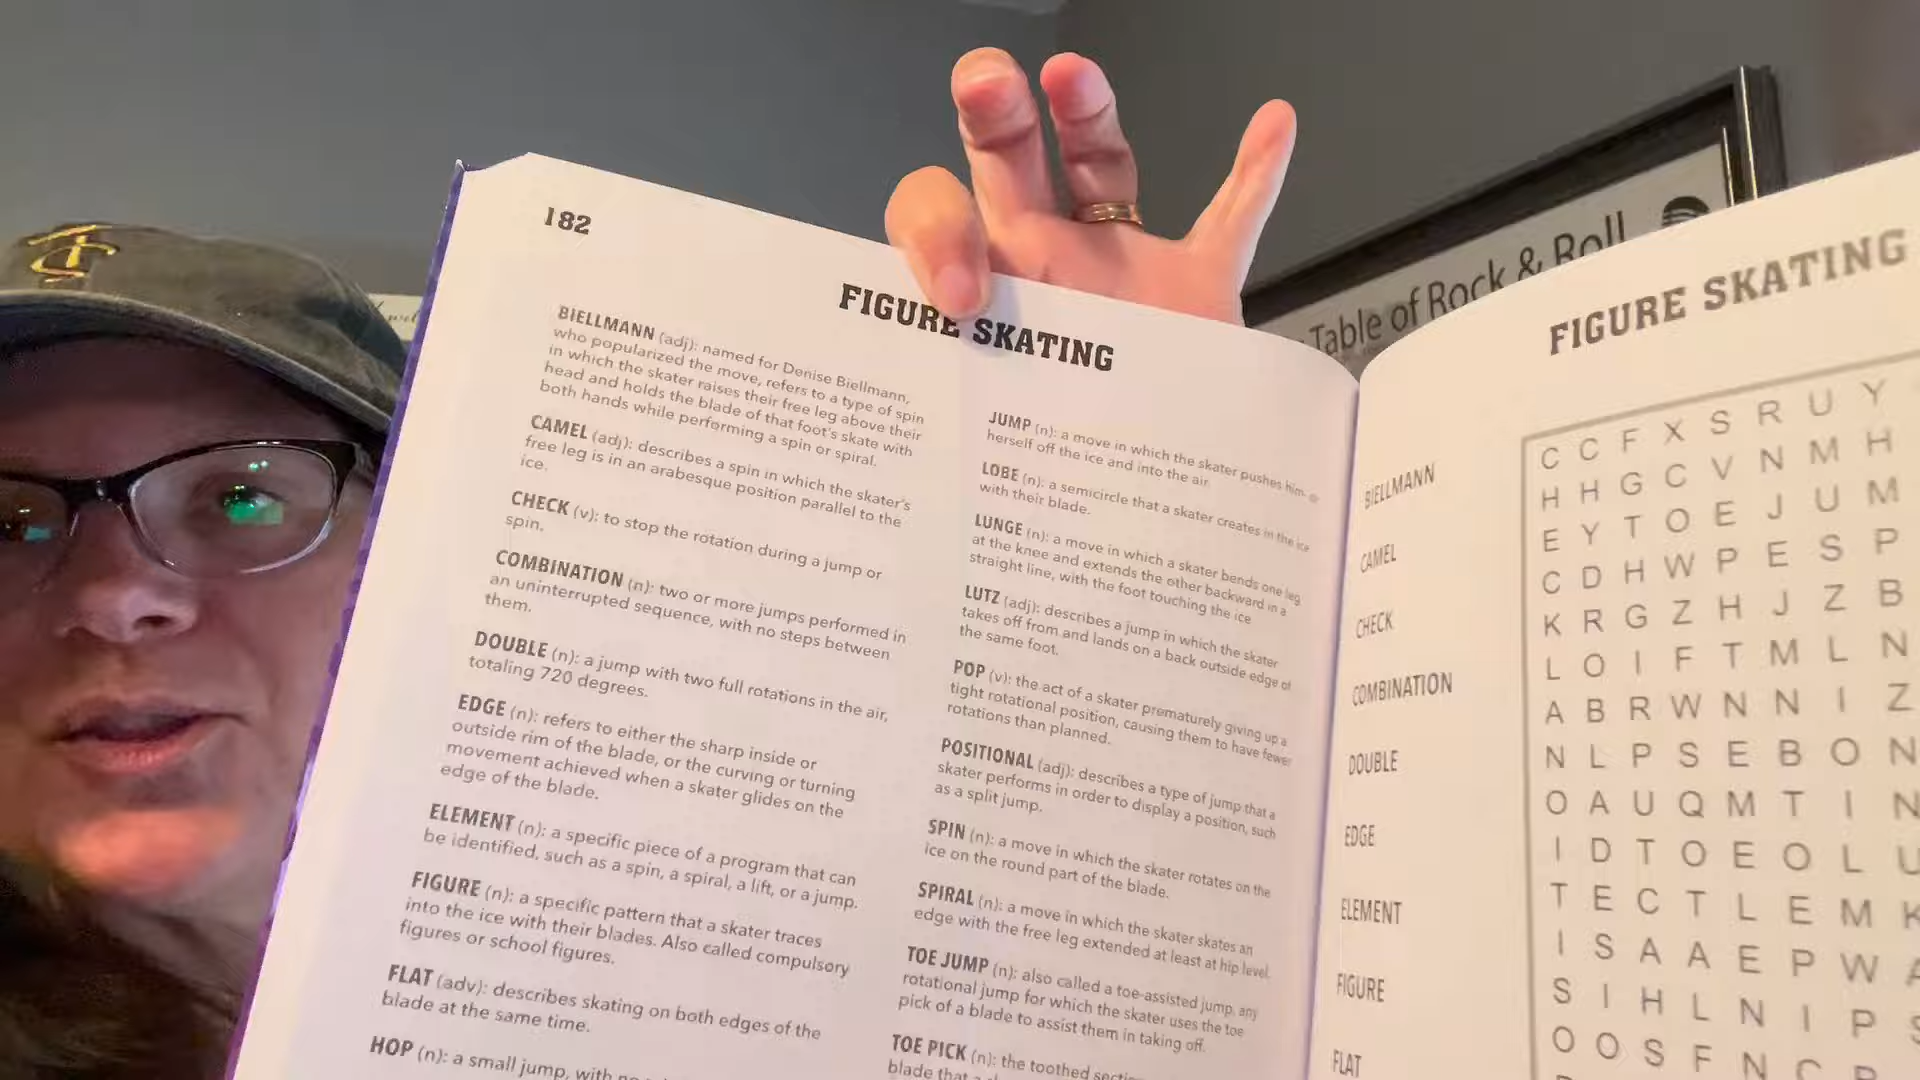 TC
182
FIGURE SKATING
BIELLMANN (adj): named for Denise Biellmann,
who popularized the move, refers to a type of spin
in which the skater raises their free leg above their
head and holds the blade of that foot's skate with
both hands while performing a spin or spiral.
CAMEL (adj): describes a spin in which the skater's
free leg is in an arabesque position parallel to the
ice.
CHECK (v): to stop the rotation during a jump or
spin.
COMBINATION (n): two or more jumps performed in
an uninterrupted sequence, with no steps between
them.
DOUBLE (n): a jump with two full rotations in the air,
totaling 720 degrees.
EDGE (n): refers to either the sharp inside or
outside rim of the blade, or the curving or turning
movement achieved when a skater glides on the
edge of the blade.
ELEMENT (n): a specific piece of a program that can
be identified, such as a spin, a spiral, a lift, or a jump.
FIGURE (n): a specific pattern that a skater traces
into the ice with their blades. Also called compulsory
figures or school figures.
FLAT (adv): describes skating on both edges of the
blade at the same time.
HOP (n): a small jump, with
JUMP (n): a move in which the skater pushes him- or
herself off the ice and into the air.
LOBE (n): a semicircle that a skater creates in the ice
with their blade.
LUNGE (n): a move in which a skater bends one leg
at the knee and extends the other backward in a
straight line, with the foot touching the ice
LUTZ (adj): describes a jump in which the skater
takes off from and lands on a back outside edge of
the same foot.
POP (v): the act of a skater prematurely giving up a
tight rotational position, causing them to have fewer
rotations than planned.
POSITIONAL (adj): describes a type of jump that a
skater performs in order to display a position, such
as a split jump.
SPIN (n): a move in which the skater rotates on the
ice on the round part of the blade.
SPIRAL (n): a move in which the skater skates an
edge with the free leg extended at least at hip level.
TOE JUMP (n): also called a toe-assisted jump, any
rotational jump for which the skater uses the toe
pick of a blade to assist them in taking off.
TOE PICK (n): the toothed
blade that a
Table of Rock & Roll
FIGURE SKATING
BIELLMANN
CAMEL
CHECK
COMBINATION
DOUBLE
EDGE
ELEMENT
FIGURE
FLAT
C C F X S R U Y
H H G C V N M H
E Y T O E J U M
C D H W P E S P
K R G Z H J Z B
L O I F T M L N
A B R W N N I Z
N L P S E B O N
O A U Q M T I N
I D T O E O L U
T E C T L E M K
I S A A E P W A
S I H L N I P S
O O S F N C